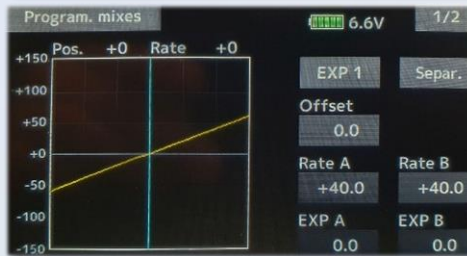 Program. mixes 6.6V 1/2
Pos. +0 Rate +0
+150
+100
+50
+0
-50
-100
-150
EXP 1 Separ.
Offset
0.0
Rate A Rate B
+40.0 +40.0
EXP A EXP B
0.0 0.0